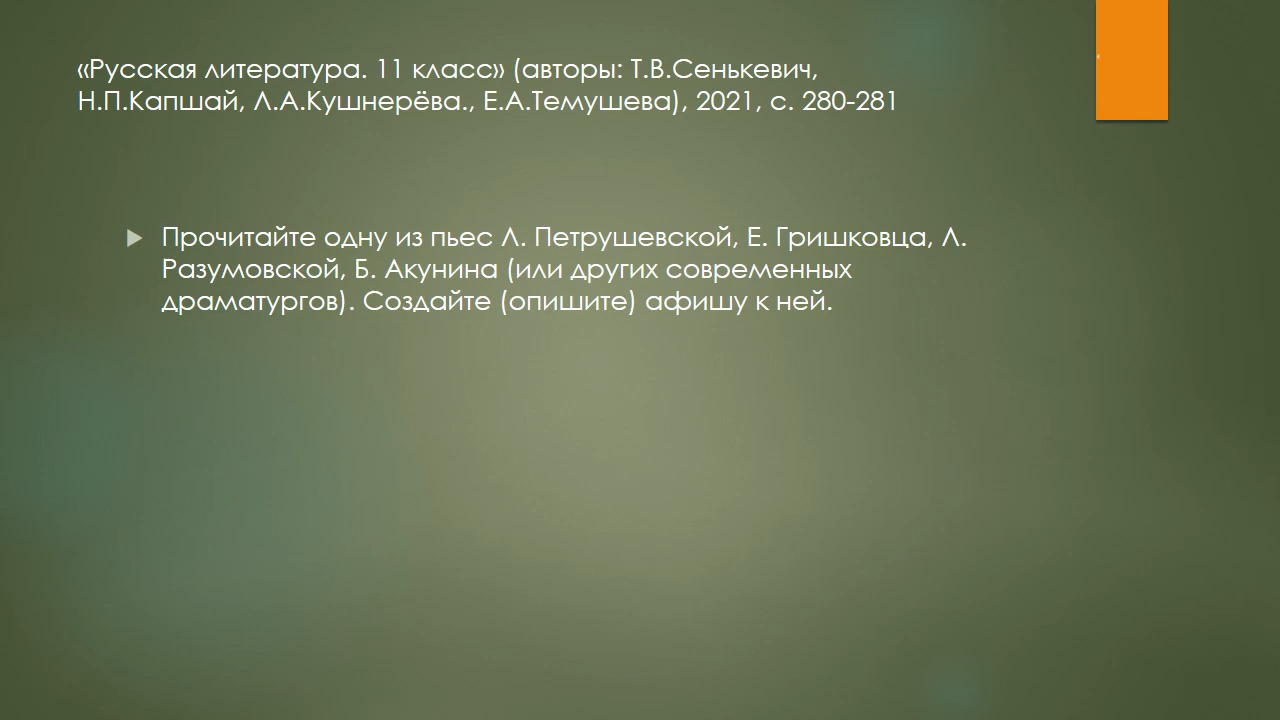 «Русская литература. 11 класс» (авторы: Т.В.Сенькевич,
Н.П.Капшай, Л.А.Кушнерёва., Е.А.Темушева), 2021, с. 280-281
Прочитайте одну из пьес Л. Петрушевской, Е. Гришковца, Л.
Разумовской, Б. Акунина (или других современных
драматургов). Создайте (опишите) афишу к ней.